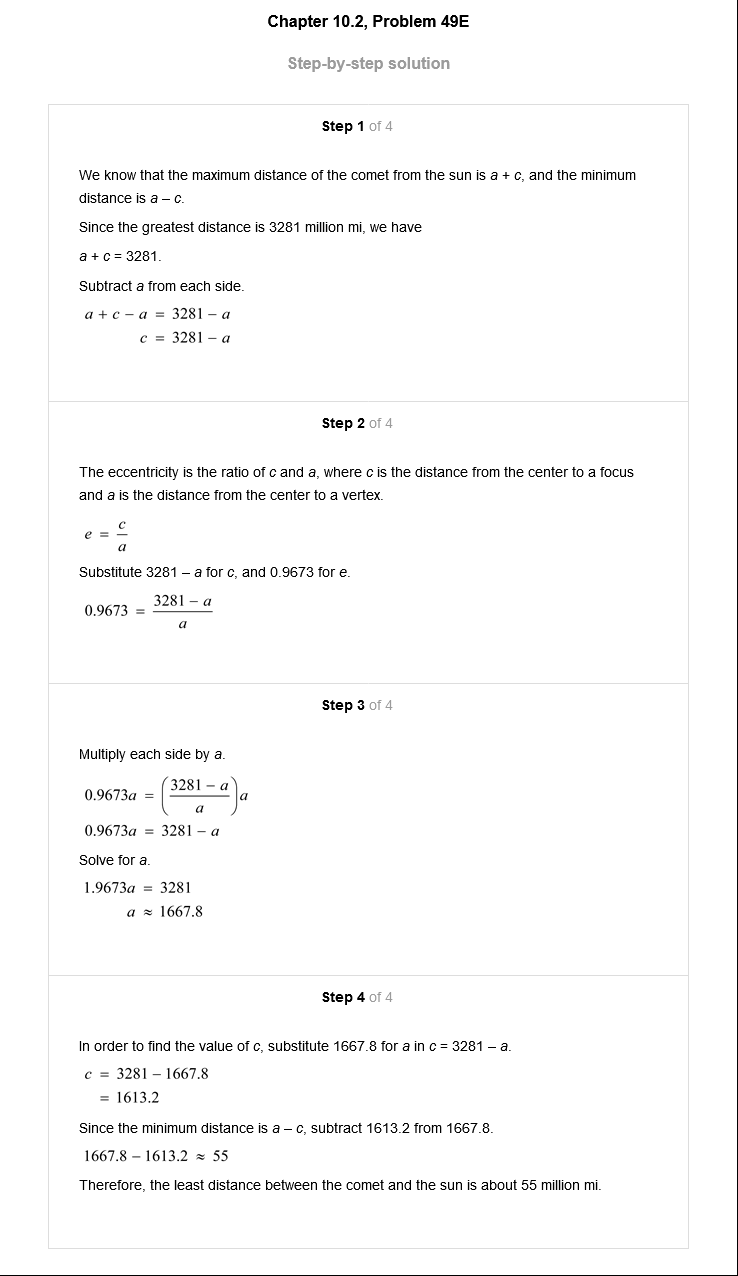 Chapter 10.2, Problem 49E
Step-by-step solution
Step 1 of 4
We know that the maximum distance of the comet from the sun is a + c, and the minimum
distance is a – c.
Since the greatest distance is 3281 million mi, we have
a + c = 3281.
Subtract a from each side.
a + c − a = 3281 − a
c = 3281 − a
Step 2 of 4
The eccentricity is the ratio of c and a, where c is the distance from the center to a focus
and a is the distance from the center to a vertex.
e = c/a
Substitute 3281 – a for c, and 0.9673 for e.
0.9673 = (3281 − a)/a
Step 3 of 4
Multiply each side by a.
0.9673a = ((3281 − a)/a)a
0.9673a = 3281 − a
Solve for a.
1.9673a = 3281
a ≈ 1667.8
Step 4 of 4
In order to find the value of c, substitute 1667.8 for a in c = 3281 – a.
c = 3281 − 1667.8
= 1613.2
Since the minimum distance is a – c, subtract 1613.2 from 1667.8.
1667.8 − 1613.2 ≈ 55
Therefore, the least distance between the comet and the sun is about 55 million mi.